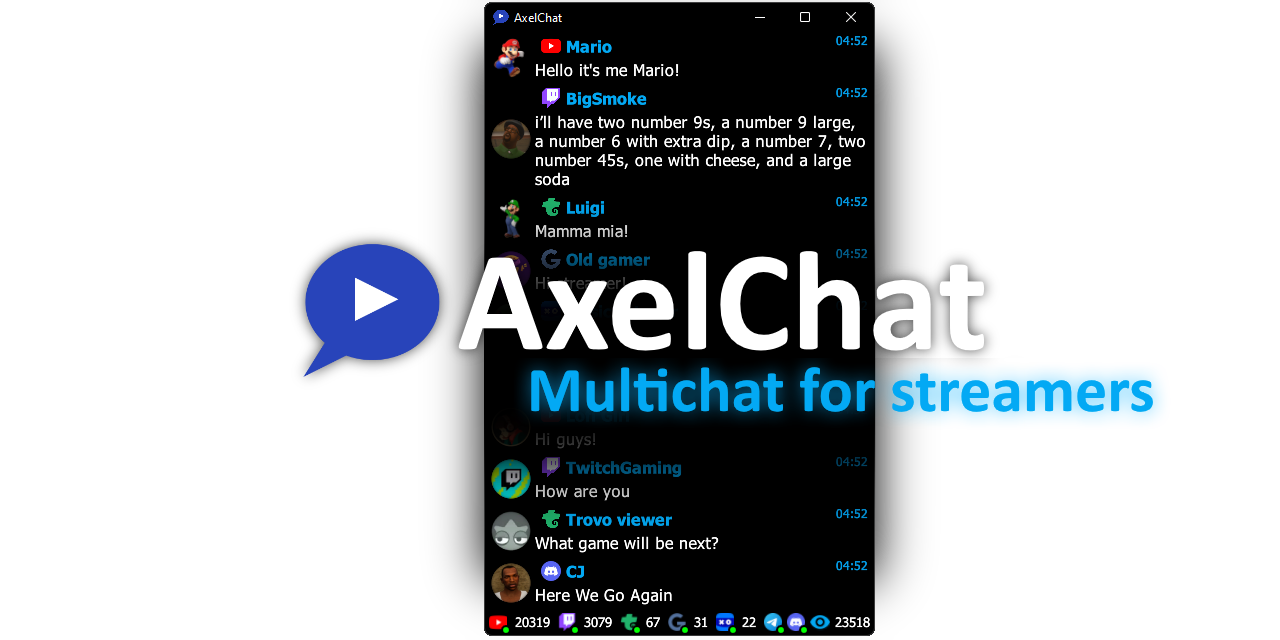 AxelChat
Mario 04:52
Hello it's me Mario!
BigSmoke 04:52
i’ll have two number 9s, a number 9 large,
a number 6 with extra dip, a number 7, two
number 45s, one with cheese, and a large
soda
Luigi 04:52
Mamma mia!
Old gamer 04:52
Hi streamer!
AxelChat
Multichat for streamers
Hi guys!
TwitchGaming 04:52
How are you
Trovo viewer 04:52
What game will be next?
CJ 04:52
Here We Go Again
20319 3079 67 31 22 23518